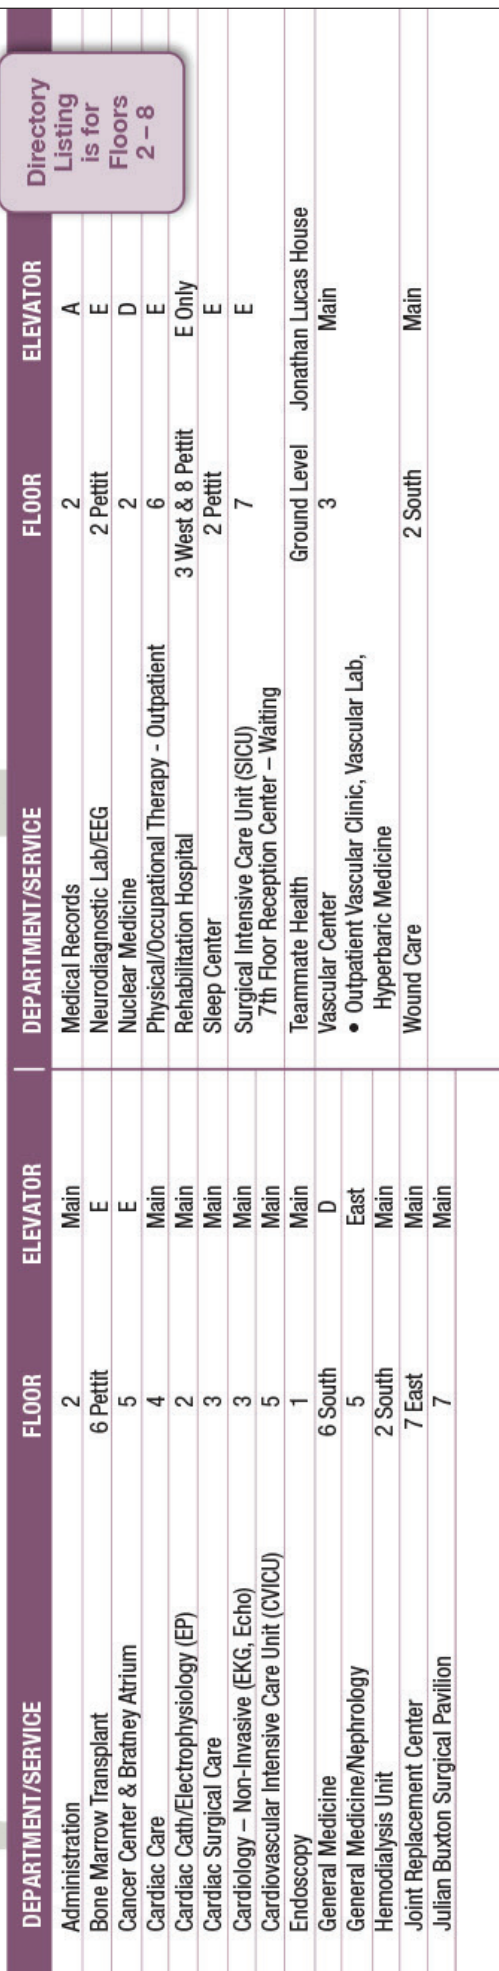 DEPARTMENT/SERVICE FLOOR ELEVATOR
Administration 2 Main
Bone Marrow Transplant 6 Pettit E
Cancer Center & Bratney Atrium 5 E
Cardiac Care 4 Main
Cardiac Cath/Electrophysiology (EP) 2 Main
Cardiac Surgical Care 3 Main
Cardiology – Non-Invasive (EKG, Echo) 3 Main
Cardiovascular Intensive Care Unit (CVICU) 5 Main
Endoscopy 1 Main
General Medicine 6 South D
General Medicine/Nephrology 5 East
Hemodialysis Unit 2 South Main
Joint Replacement Center 7 East Main
Julian Buxton Surgical Pavilion 7 Main
DEPARTMENT/SERVICE FLOOR ELEVATOR
Medical Records 2 A
Neurodiagnostic Lab/EEG 2 Pettit E
Nuclear Medicine 2 D
Physical/Occupational Therapy - Outpatient 6 E
Rehabilitation Hospital 3 West & 8 Pettit E Only
Sleep Center 2 Pettit E
Surgical Intensive Care Unit (SICU) 7 E
7th Floor Reception Center – Waiting
Teammate Health Ground Level Jonathan Lucas House
Vascular Center 3 Main
• Outpatient Vascular Clinic, Vascular Lab,
Hyperbaric Medicine
Wound Care 2 South Main
Directory
Listing
is for
Floors
2 – 8